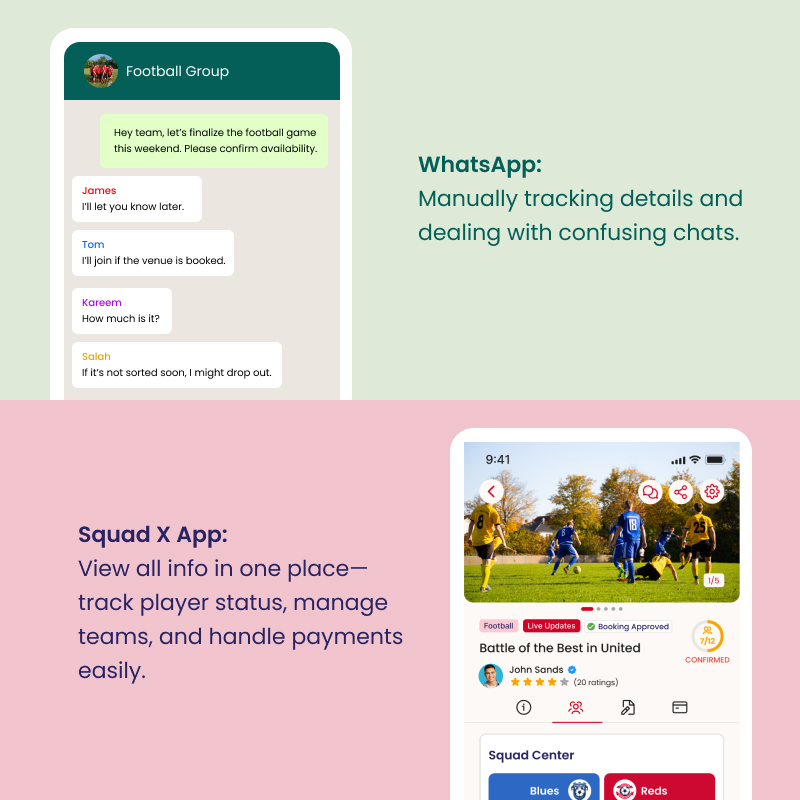 Football Group
Hey team, let's finalize the football game
this weekend. Please confirm availability.
James
I'll let you know later.
Tom
I'll join if the venue is booked.
Kareem
How much is it?
Salah
If it's not sorted soon, I might drop out.
WhatsApp:
Manually tracking details and
dealing with confusing chats.
Squad X App:
View all info in one place—
track player status, manage
teams, and handle payments
easily.
9:41
8
18
25
1/5
Football
Live Updates
Booking Approved
7/12
CONFIRMED
Battle of the Best in United
John Sands
(20 ratings)
Squad Center
Blues
Reds